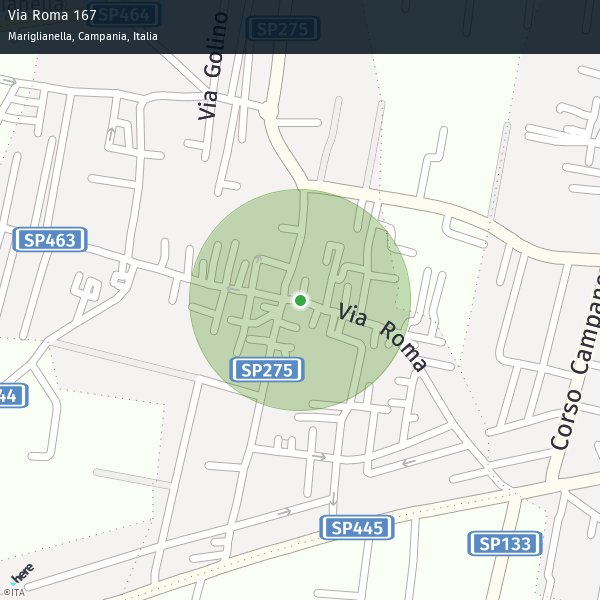 Via Roma 167
Mariglianella, Campania, Italia
SP464
SP275
Via Golino
SP463
Via Roma
SP275
Corso Campano
44
SP445
SP133
here
©ITA